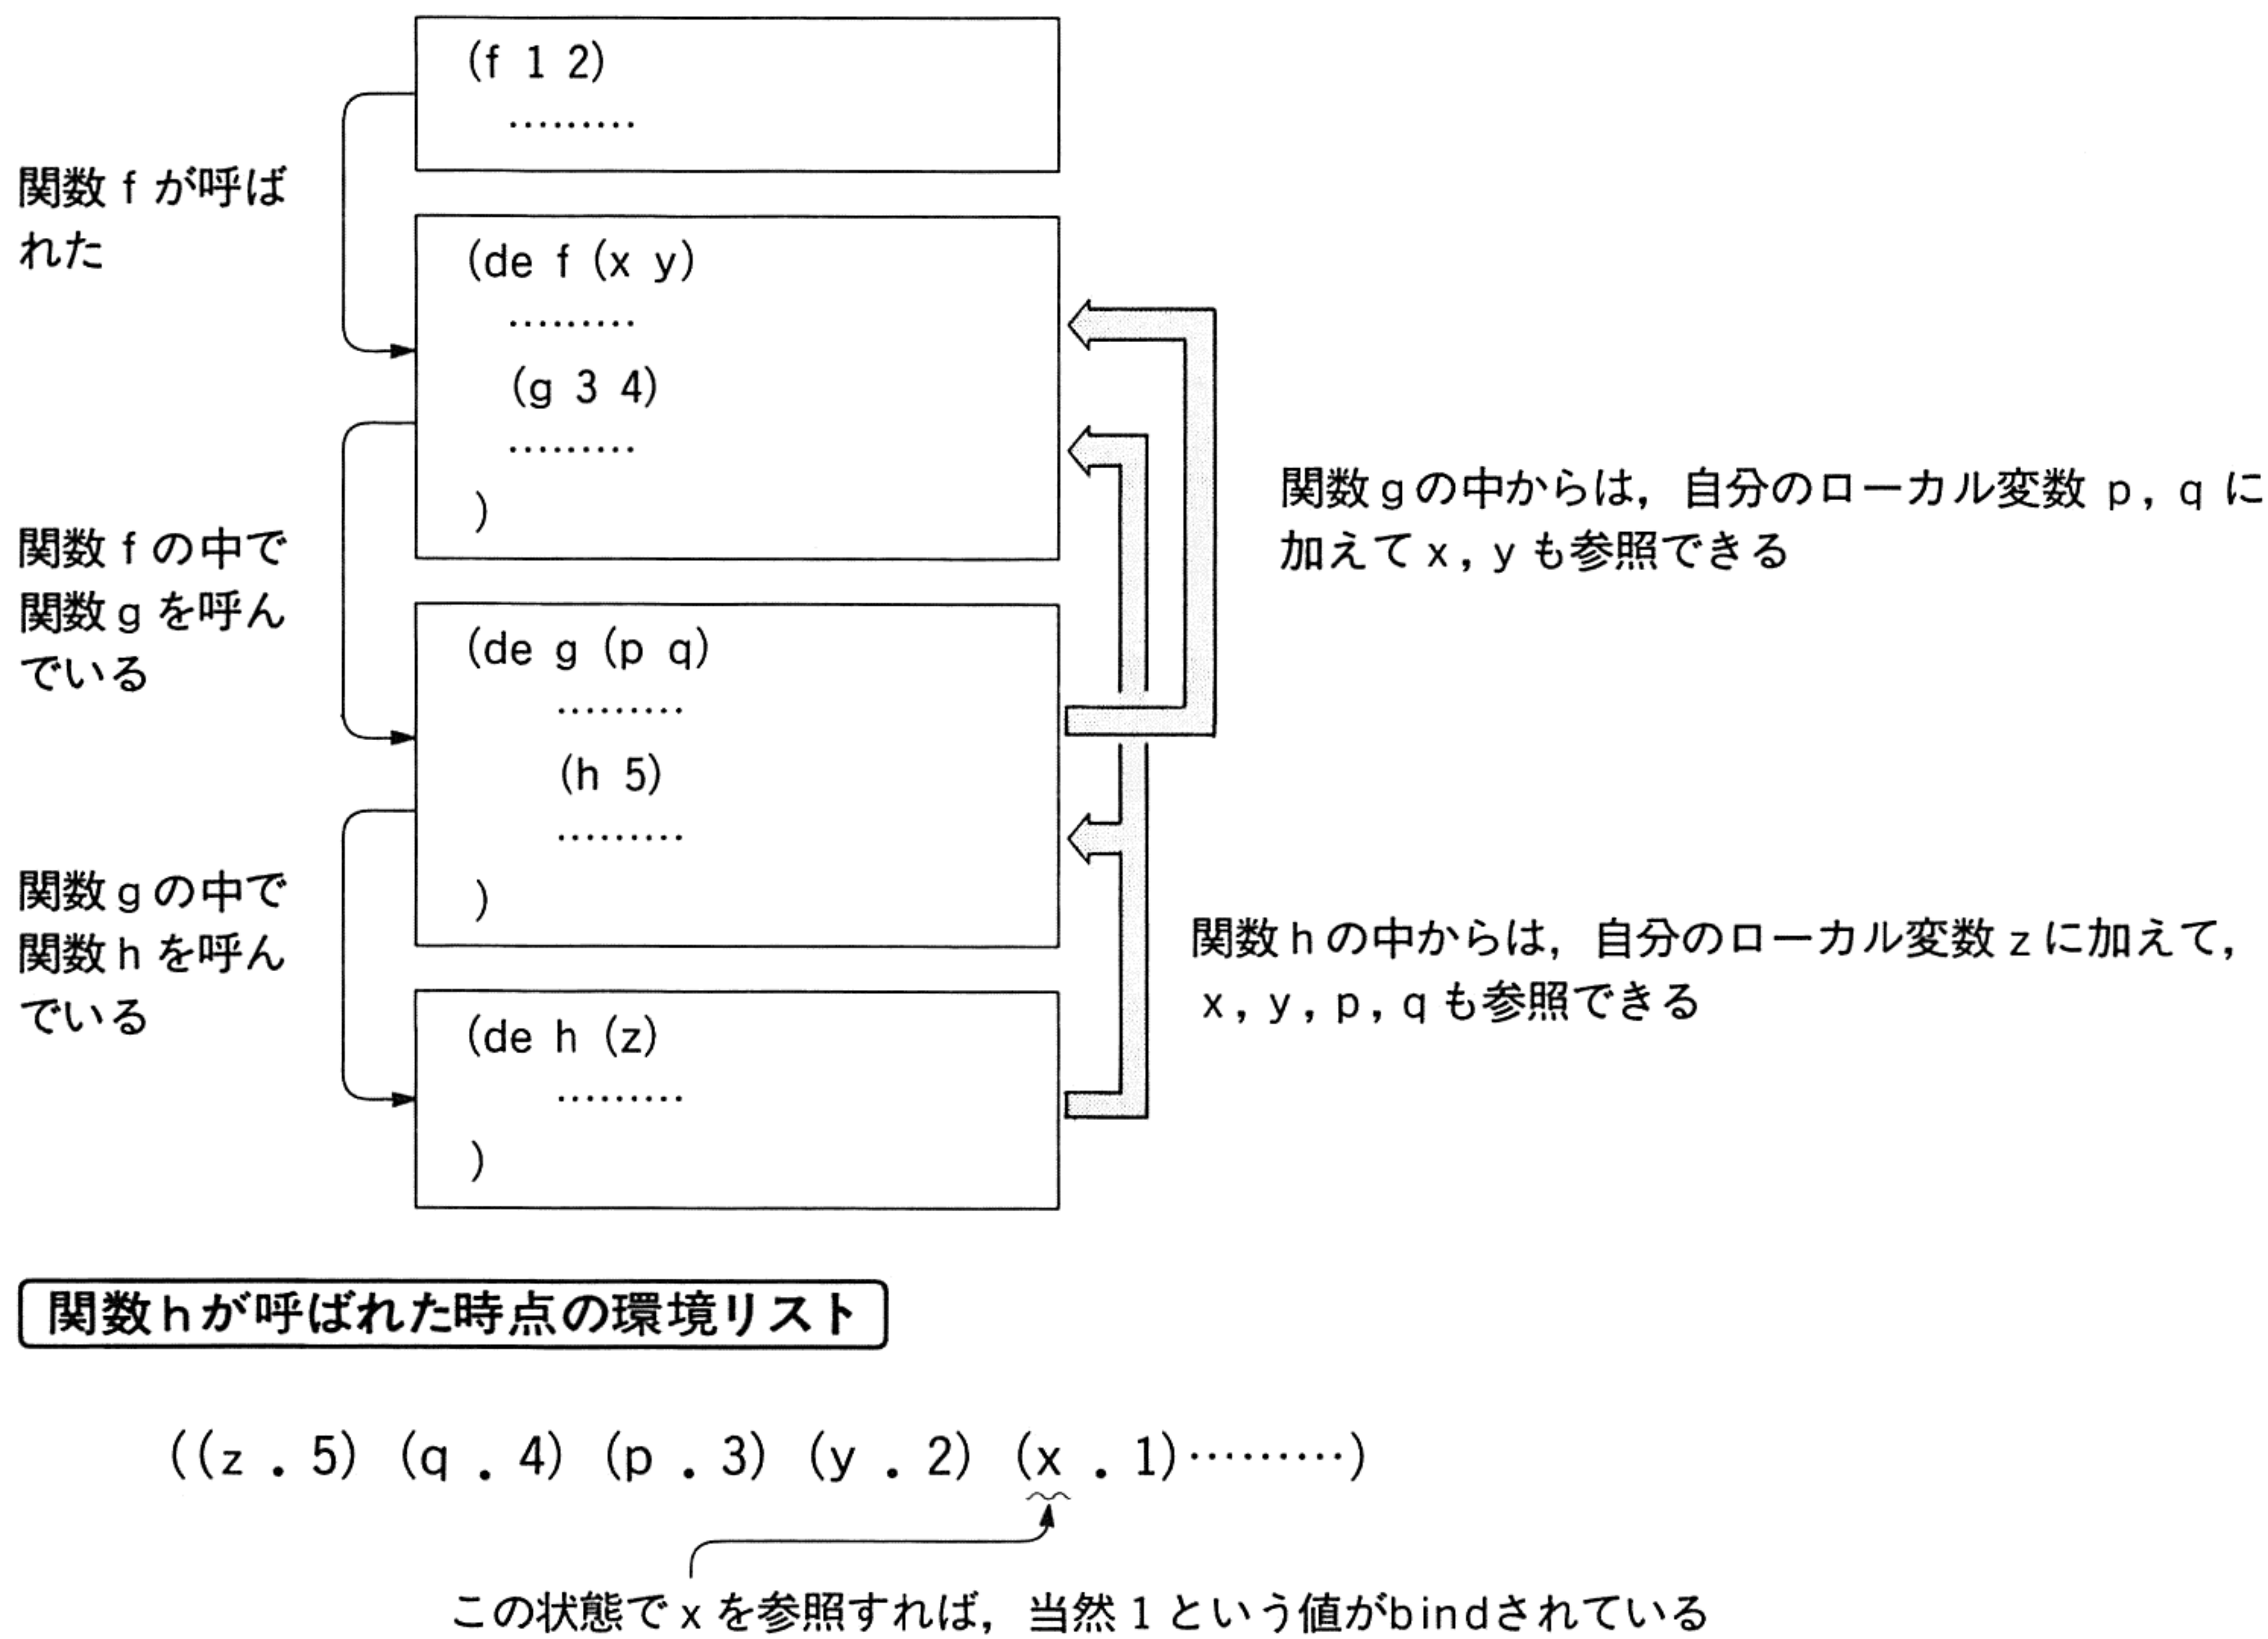 (f 1 2)
………
関数 f が呼ば
れた
(de f (x y)
………
(g 3 4)
………
)
関数 f の中で
関数 g を呼ん
でいる
関数 g の中からは，自分のローカル変数 p，q に
加えて x，y も参照できる
(de g (p q)
………
(h 5)
………
)
関数 g の中で
関数 h を呼ん
でいる
関数 h の中からは，自分のローカル変数 z に加えて，
x，y，p，q も参照できる
(de h (z)
………
)
関数hが呼ばれた時点の環境リスト
((z . 5) (q . 4) (p . 3) (y . 2) (x . 1)………)
この状態で x を参照すれば，当然 1 という値がbindされている